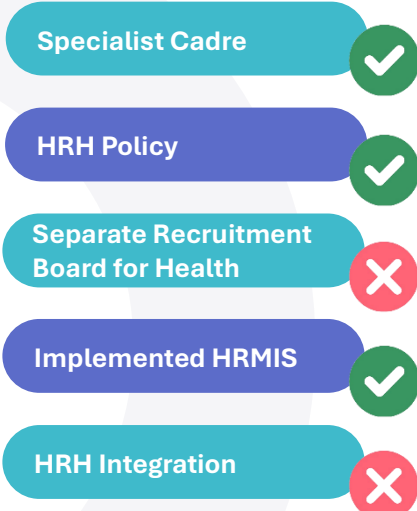 Specialist Cadre
HRH Policy
Separate Recruitment
Board for Health
Implemented HRMIS
HRH Integration